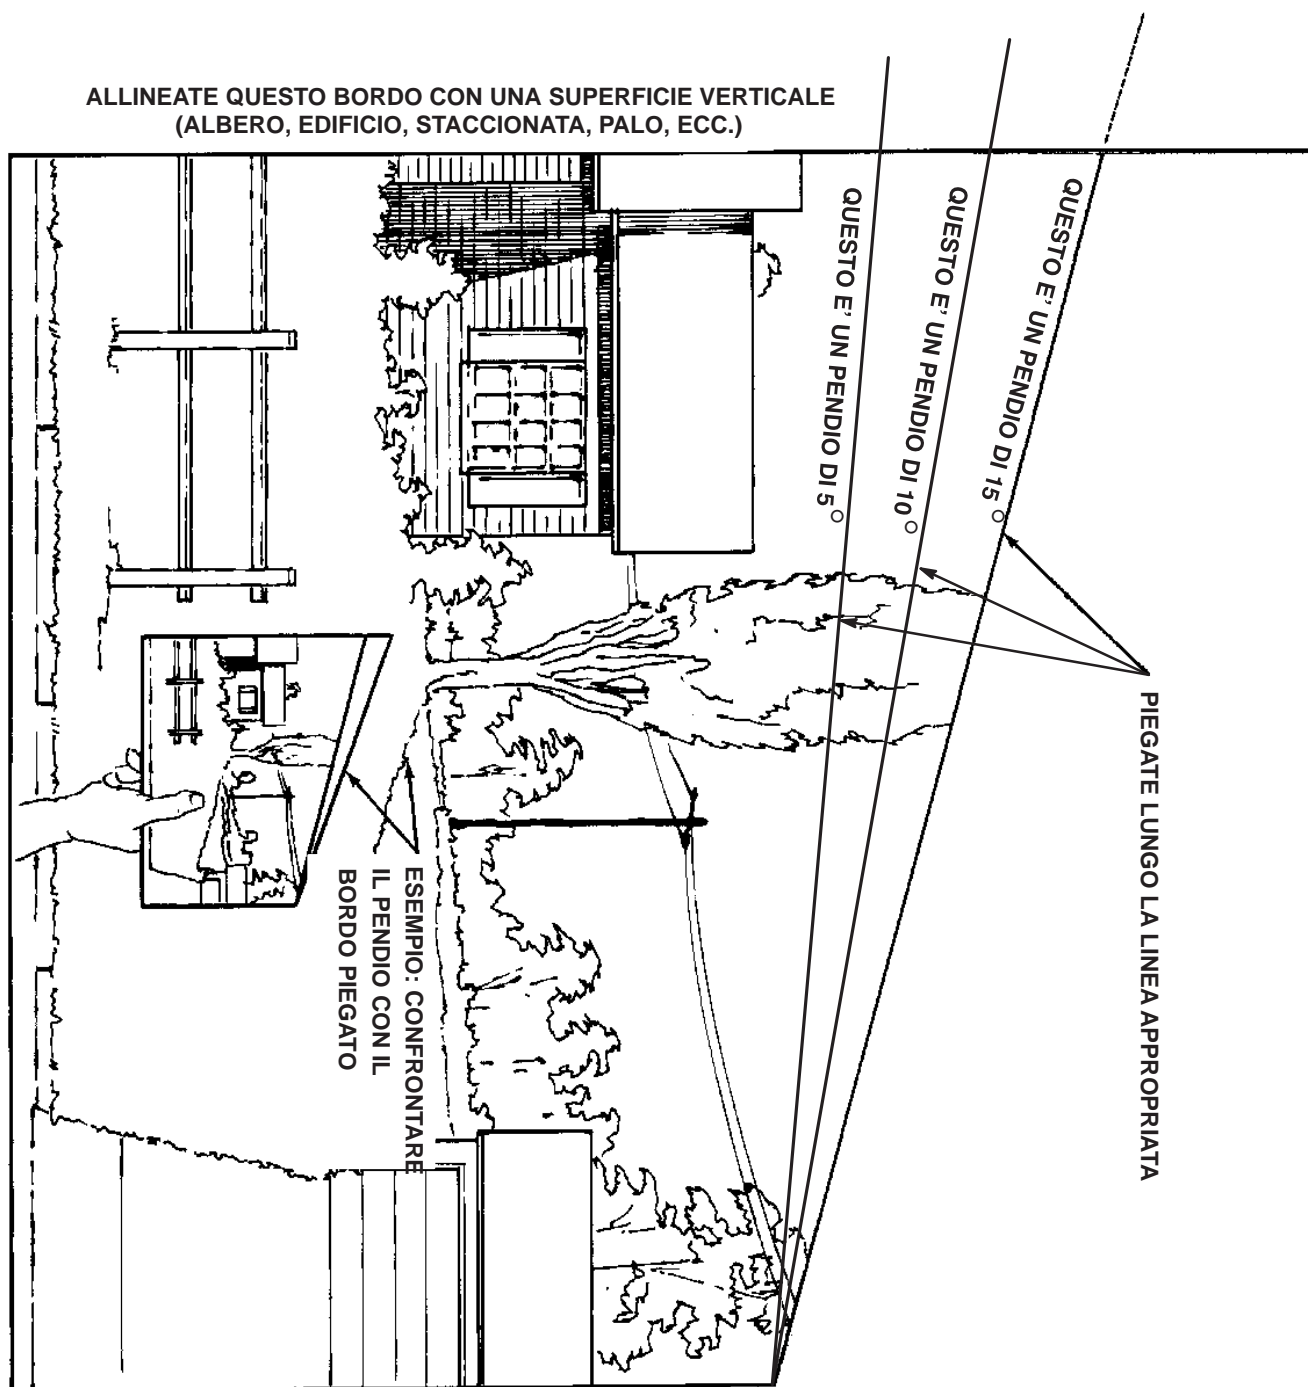 ALLINEATE QUESTO BORDO CON UNA SUPERFICIE VERTICALE
(ALBERO, EDIFICIO, STACCIONATA, PALO, ECC.)
QUESTO E' UN PENDIO DI 15°
QUESTO E' UN PENDIO DI 10°
QUESTO E' UN PENDIO DI 5°
PIEGATE LUNGO LA LINEA APPROPRIATA
ESEMPIO: CONFRONTARE
IL PENDIO CON IL
BORDO PIEGATO